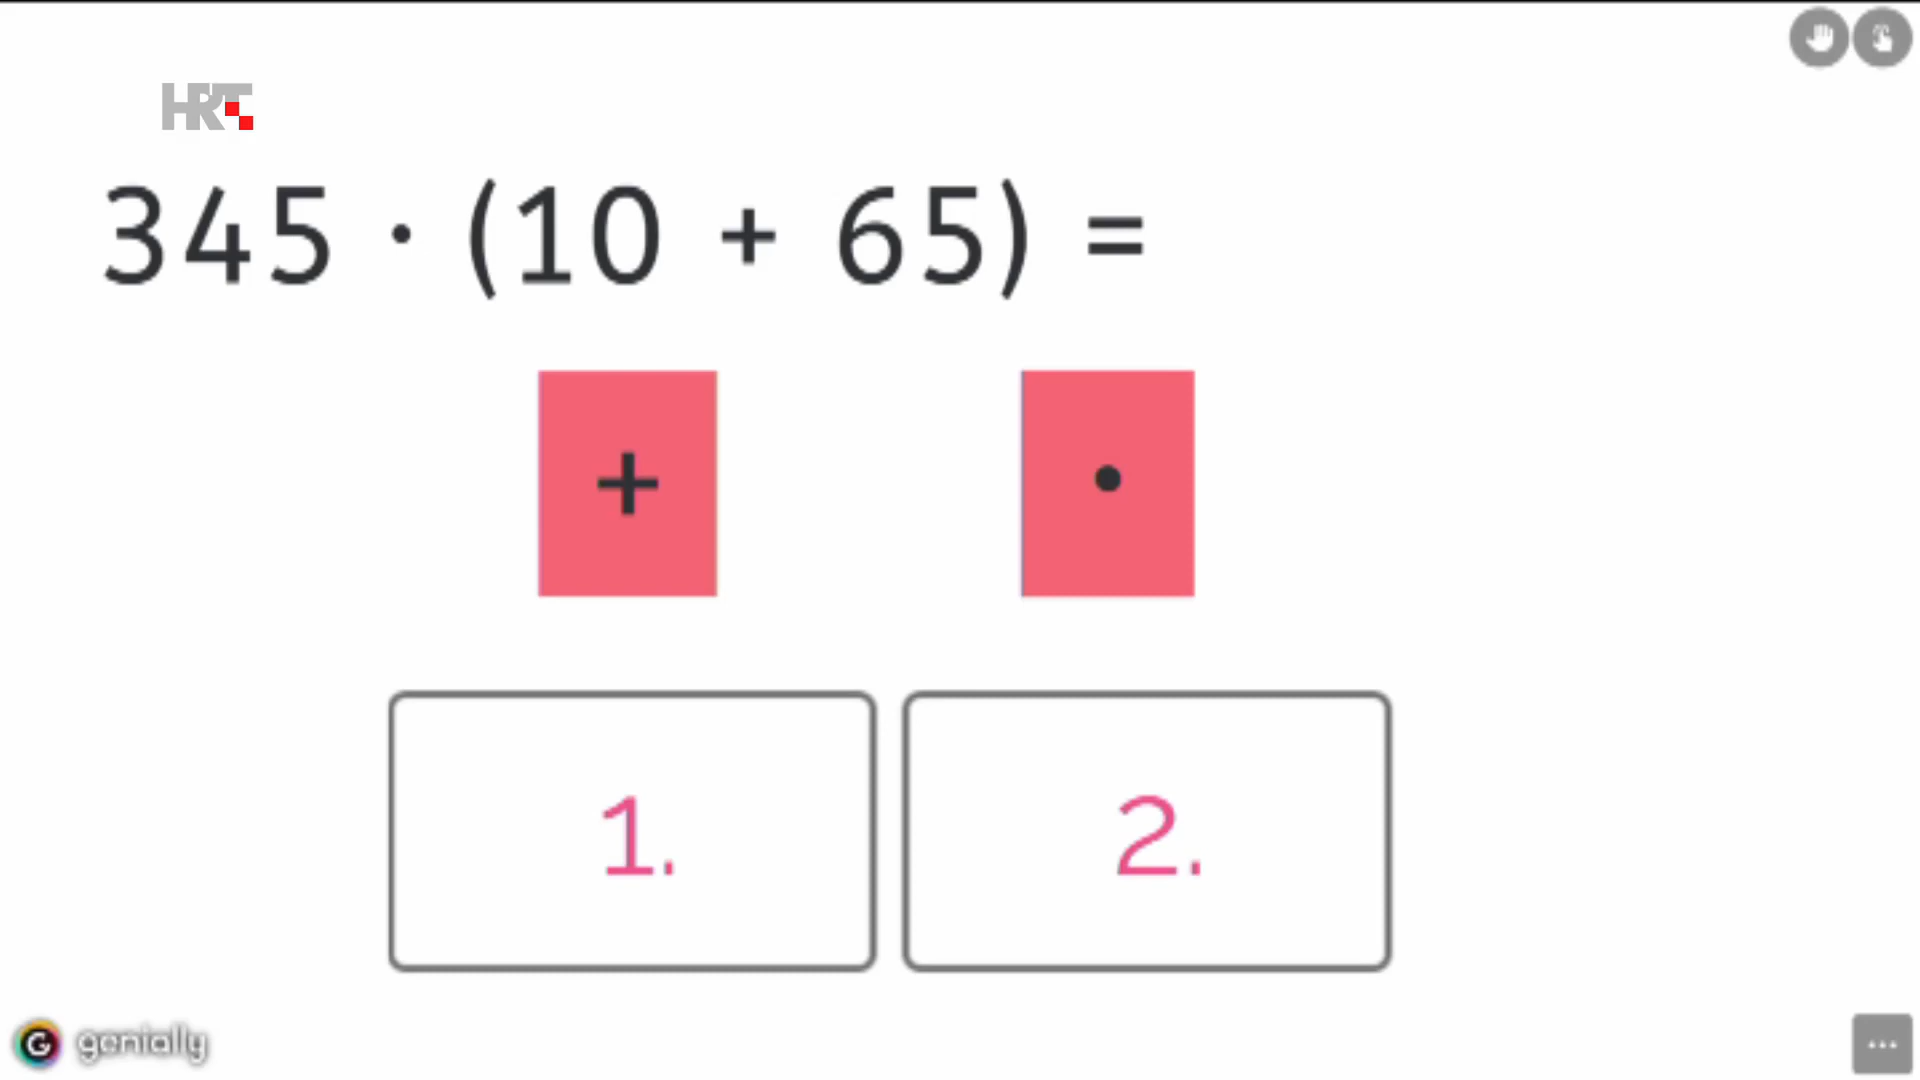 HRT
345 · (10 + 65) =
+ •
1. 2.
genially